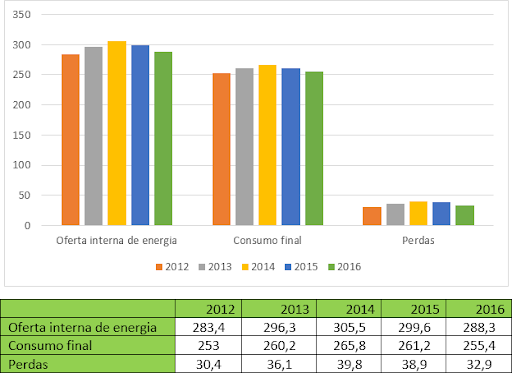 350
300
250
200
150
100
50
0
Oferta interna de energia Consumo final Perdas
2012 2013 2014 2015 2016
2012 2013 2014 2015 2016
Oferta interna de energia 283,4 296,3 305,5 299,6 288,3
Consumo final 253 260,2 265,8 261,2 255,4
Perdas 30,4 36,1 39,8 38,9 32,9